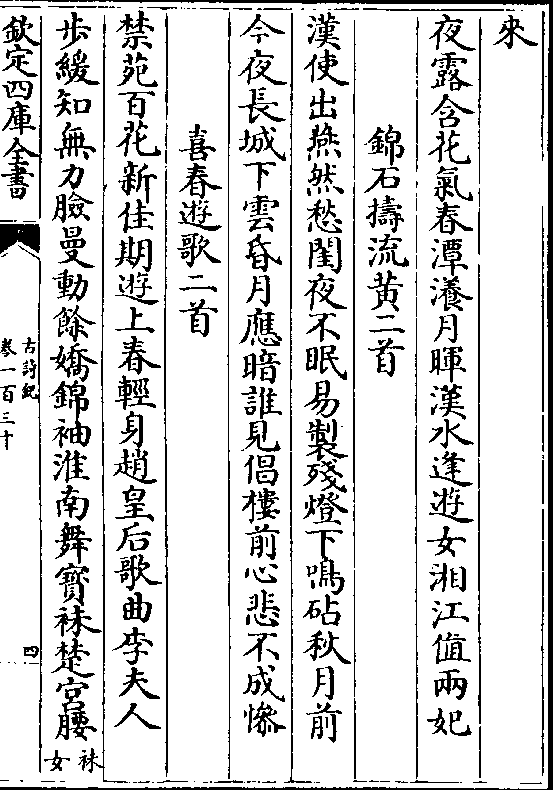 來
夜露含花氣春潭瀁月暉漢水逢遊女湘江值兩妃
錦石擣流黃二首
漢使出燕然愁閨夜不眠易製殘燈下鳴砧秋月前
今夜長城下雲昏月應暗誰見倡樓前心悲不成慘
喜春遊歌二首
禁苑百花新佳期遊上春輕身趙皇后歌曲李夫人
步緩知無力臉曼動餘嬌錦袖淮南舞寳袜楚宫腰
袜
女
欽定四庫全書
古詩紀
卷一百三十
四